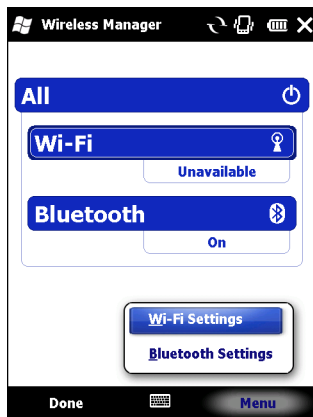 Wireless Manager
All
Wi-Fi
Unavailable
Bluetooth
On
Wi-Fi Settings
Bluetooth Settings
Done Menu